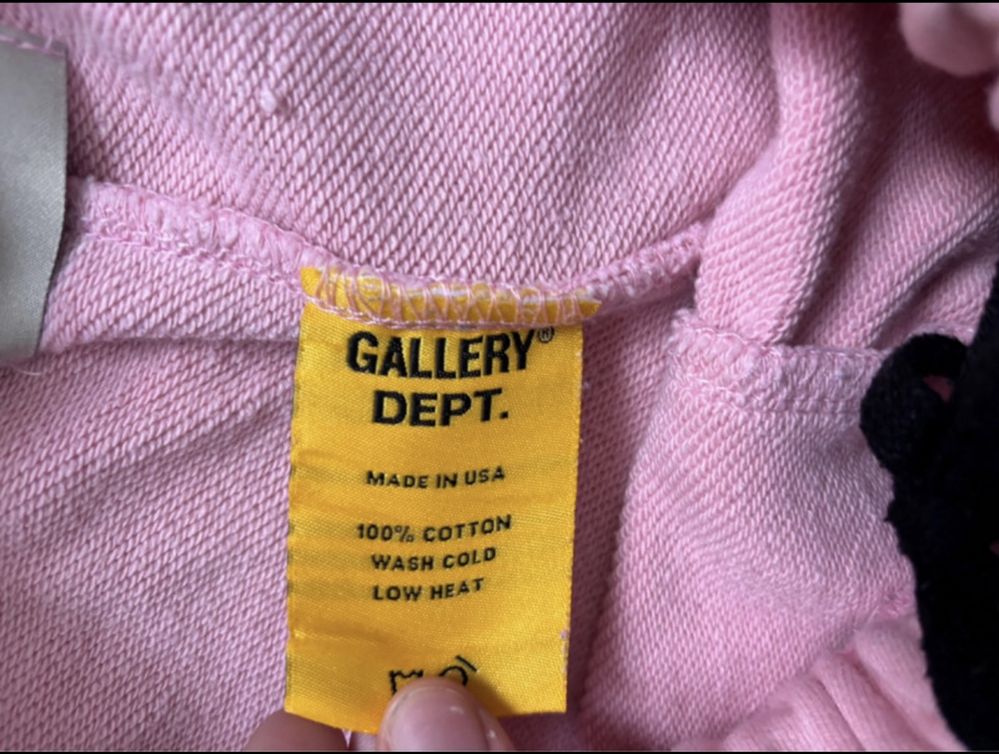 GALLERY®
DEPT.
MADE IN USA
100% COTTON
WASH COLD
LOW HEAT